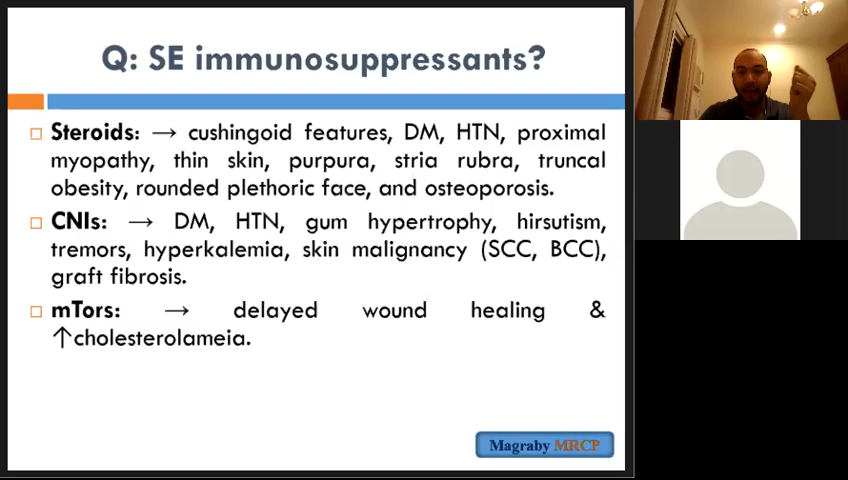 Q: SE immunosuppressants?
Steroids: → cushingoid features, DM, HTN, proximal
myopathy, thin skin, purpura, stria rubra, truncal
obesity, rounded plethoric face, and osteoporosis.
CNIs: → DM, HTN, gum hypertrophy, hirsutism,
tremors, hyperkalemia, skin malignancy (SCC, BCC),
graft fibrosis.
mTors: → delayed wound healing &
↑cholesterolameia.
Magraby MRCP